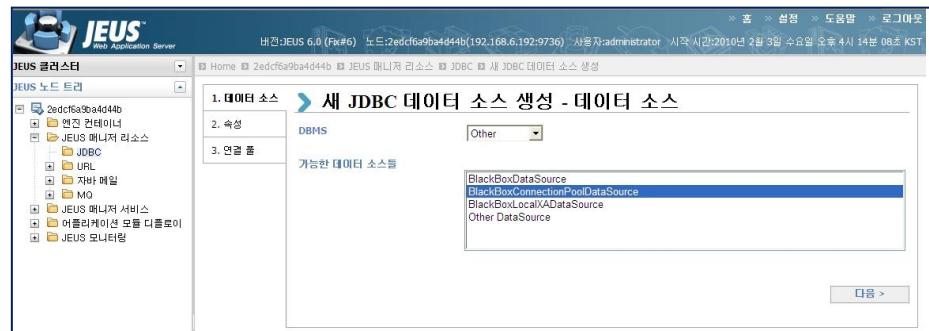 » 홈 » 설정 » 도움말 » 로그아웃
JEUS™
Web Application Server
버전:JEUS 6.0 (Fix#6) 노드:2edcf6a9ba4d44b(192.168.6.192:9736) 사용자:administrator 시작 시간:2010년 2월 3일 수요일 오후 4시 14분 08초 KST
JEUS 클러스터
Home 2edcf6a9ba4d44b JEUS 매니저 리소스 JDBC 새 JDBC 데이터 소스 생성
JEUS 노드 트리
2edcf6a9ba4d44b
엔진 컨테이너
JEUS 매니저 리소스
JDBC
URL
자바 메일
MQ
JEUS 매니저 서비스
어플리케이션 모듈 디플로이
JEUS 모니터링
1. 데이터 소스
2. 속성
3. 연결 풀
새 JDBC 데이터 소스 생성 - 데이터 소스
DBMS
Other
가능한 데이터 소스들
BlackBoxDataSource
BlackBoxConnectionPoolDataSource
BlackBoxLocalXADataSource
Other DataSource
다음 >